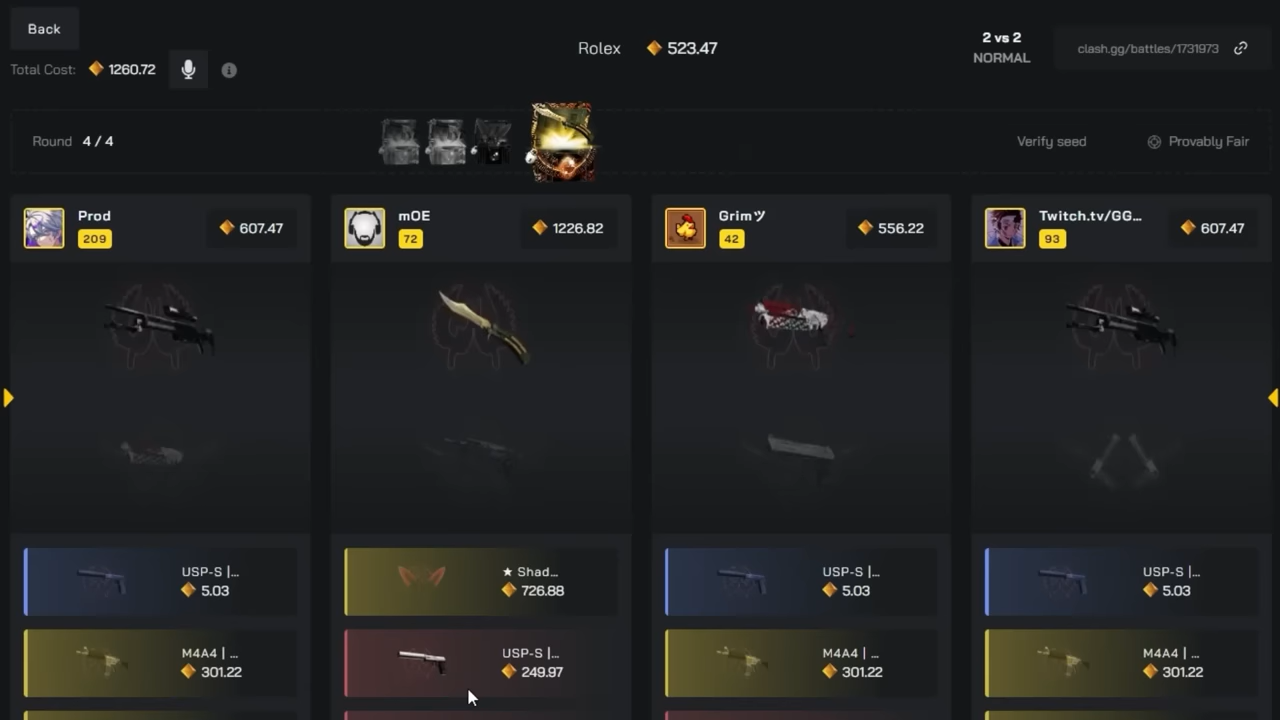 Back
Total Cost: 1260.72
Rolex 523.47
2 vs 2
NORMAL
clash.gg/battles/1731973
Round 4 / 4
Verify seed
Provably Fair
Prod
209
607.47
mOE
72
1226.82
Grimツ
42
556.22
Twitch.tv/GG...
93
607.47
USP-S |...
5.03
★ Shad...
726.88
USP-S |...
5.03
USP-S |...
5.03
M4A4 | ...
301.22
USP-S |...
249.97
M4A4 | ...
301.22
M4A4 | ...
301.22